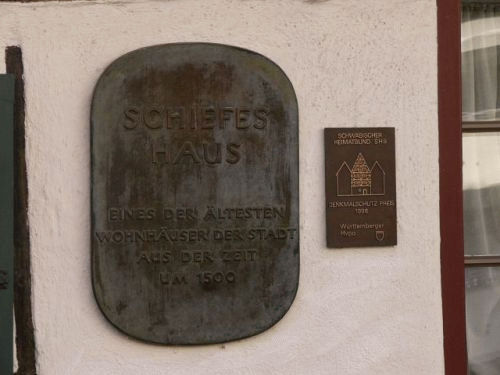 SCHIEFES
HAUS
EINES DER ÄLTESTEN
WOHNHÄUSER DER STADT
AUS DER ZEIT
UM 1500
SCHWÄBISCHER
HEIMATBUND
DENKMALSCHUTZ PREIS
Württemberger
Hypo